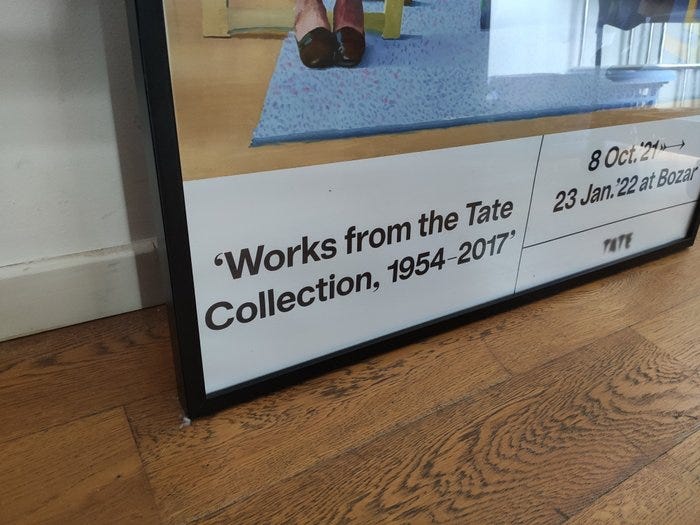 ‘Works from the Tate
Collection, 1954–2017’
8 Oct.’21 ⟶
23 Jan.’22 at Bozar
TATE